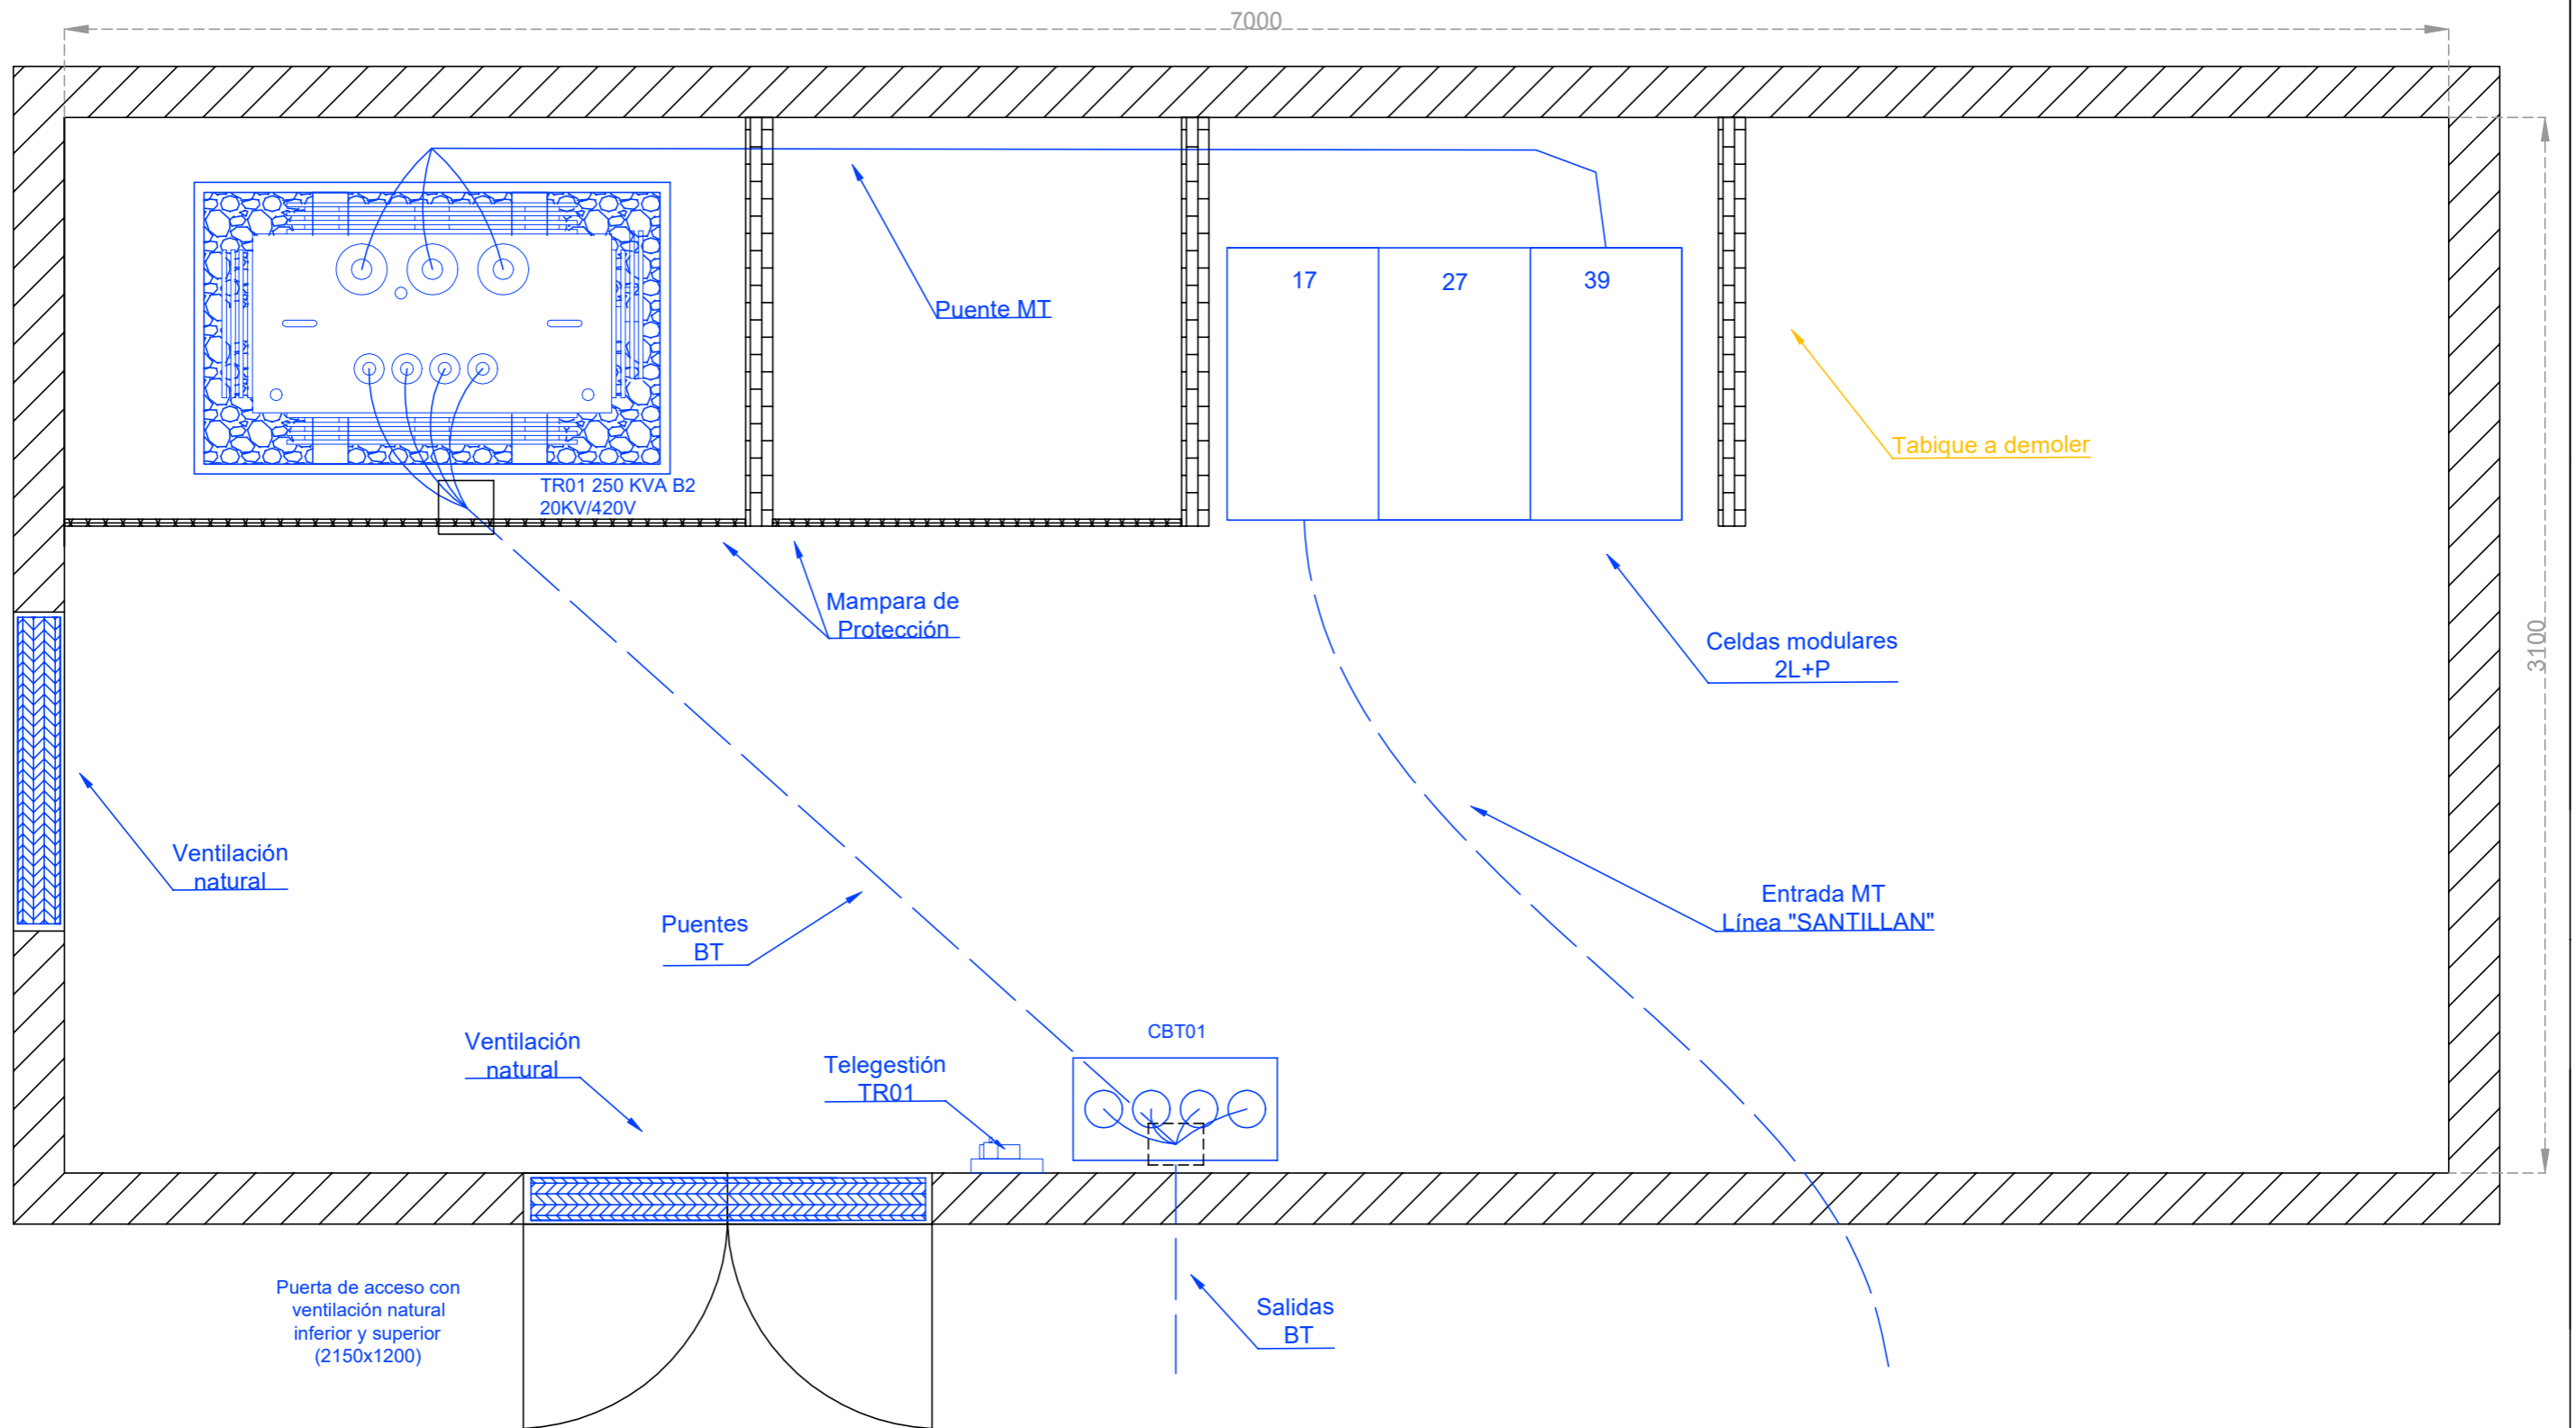 7000
17
27
39
Puente MT
Tabique a demoler
TR01 250 KVA B2
20KV/420V
Mampara de
Protección
Celdas modulares
2L+P
3100
Ventilación
natural
Entrada MT
Línea "SANTILLAN"
Puentes
BT
CBT01
Ventilación
natural
Telegestión
TR01
Puerta de acceso con
ventilación natural
inferior y superior
(2150x1200)
Salidas
BT